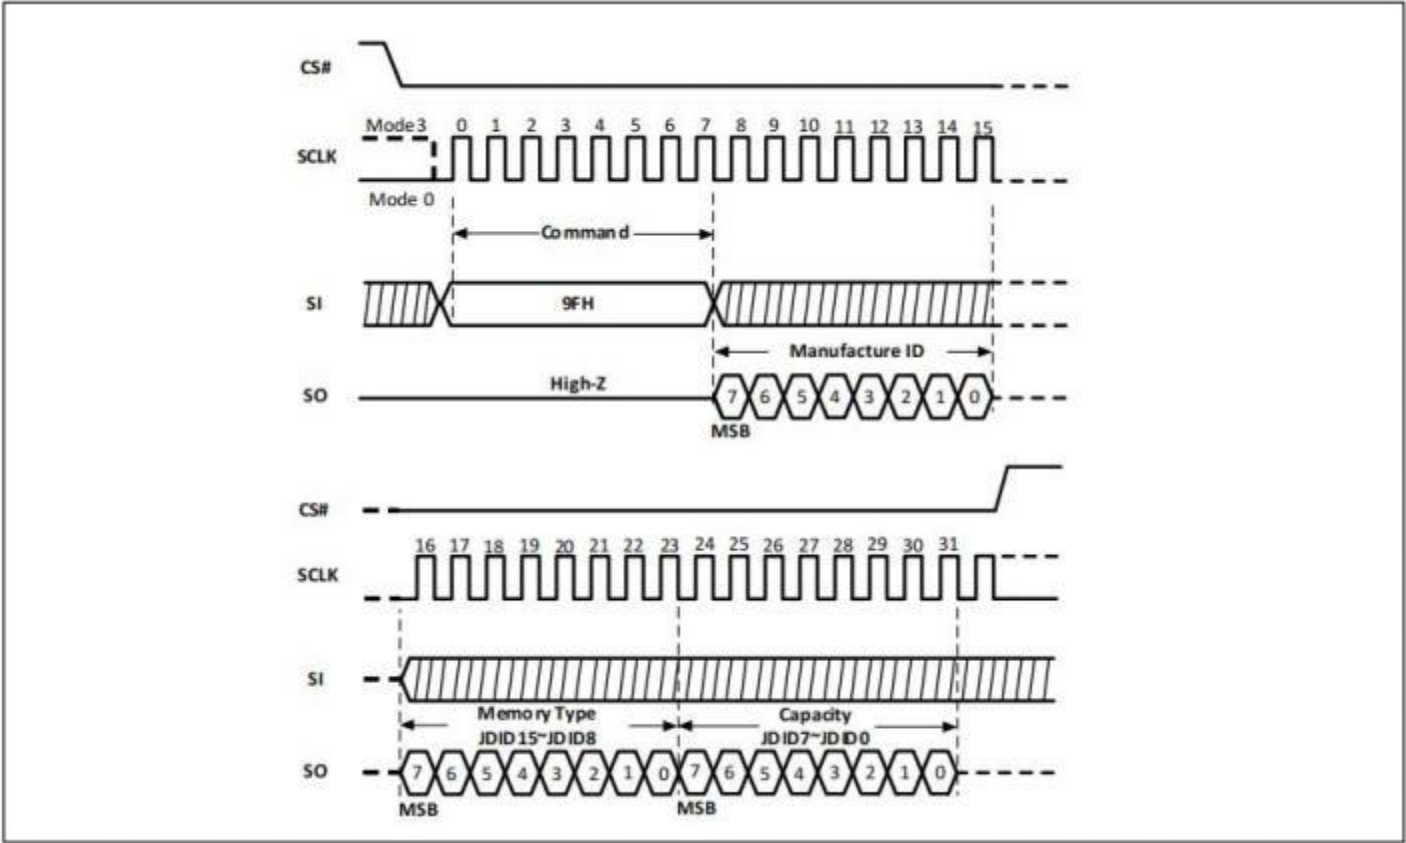 CS#
Mode3 0 1 2 3 4 5 6 7 8 9 10 11 12 13 14 15
SCLK
Mode 0
Command
SI 9FH
Manufacture ID
High-Z
SO 7 6 5 4 3 2 1 0
MSB
CS#
16 17 18 19 20 21 22 23 24 25 26 27 28 29 30 31
SCLK
SI
Memory Type Capacity
JDID15~JDID8 JDID7~JDID0
SO 7 6 5 4 3 2 1 0 7 6 5 4 3 2 1 0
MSB MSB